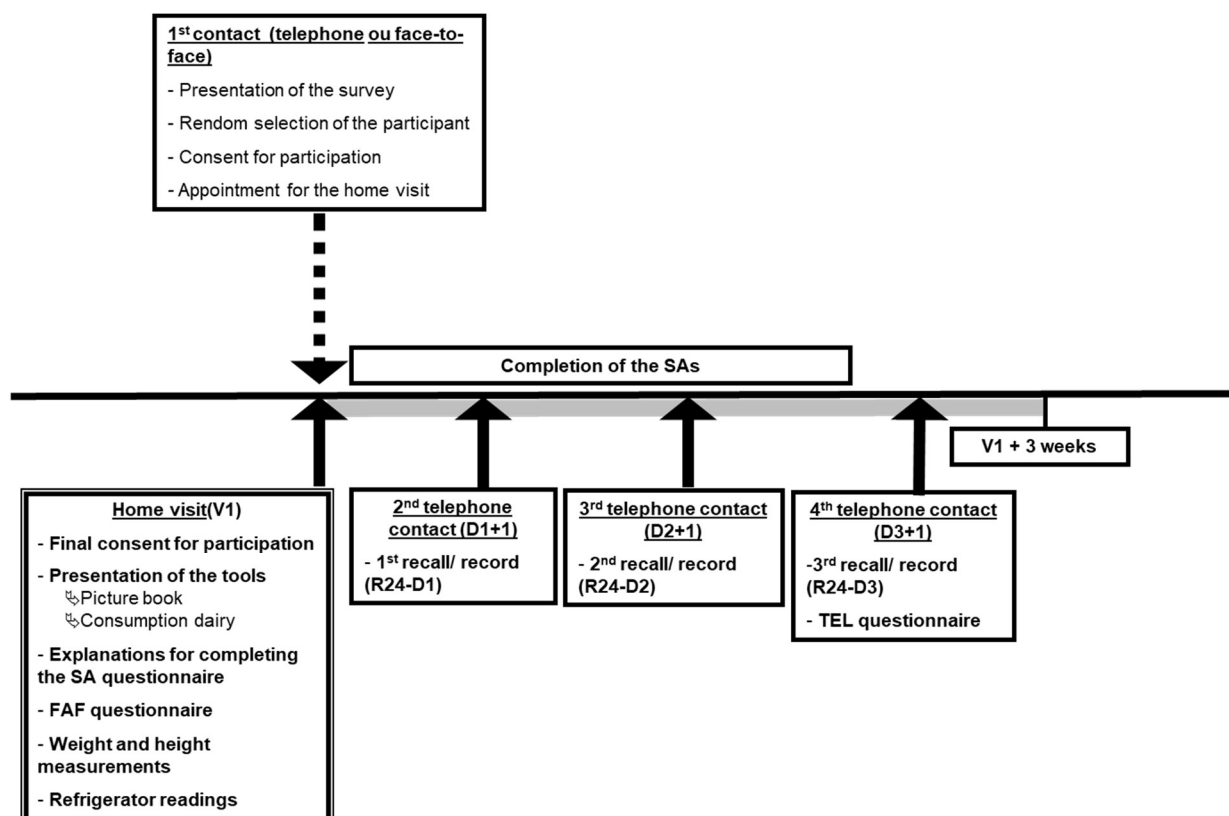 1st contact (telephone ou face-to-
face)
- Presentation of the survey
- Rendom selection of the participant
- Consent for participation
- Appointment for the home visit
Completion of the SAs
V1 + 3 weeks
Home visit(V1)
- Final consent for participation
- Presentation of the tools
Picture book
Consumption dairy
- Explanations for completing
the SA questionnaire
- FAF questionnaire
- Weight and height
measurements
- Refrigerator readings
2nd telephone
contact (D1+1)
- 1st recall/ record
(R24-D1)
3rd telephone contact
(D2+1)
- 2nd recall/ record
(R24-D2)
4th telephone contact
(D3+1)
-3rd recall/ record
(R24-D3)
- TEL questionnaire